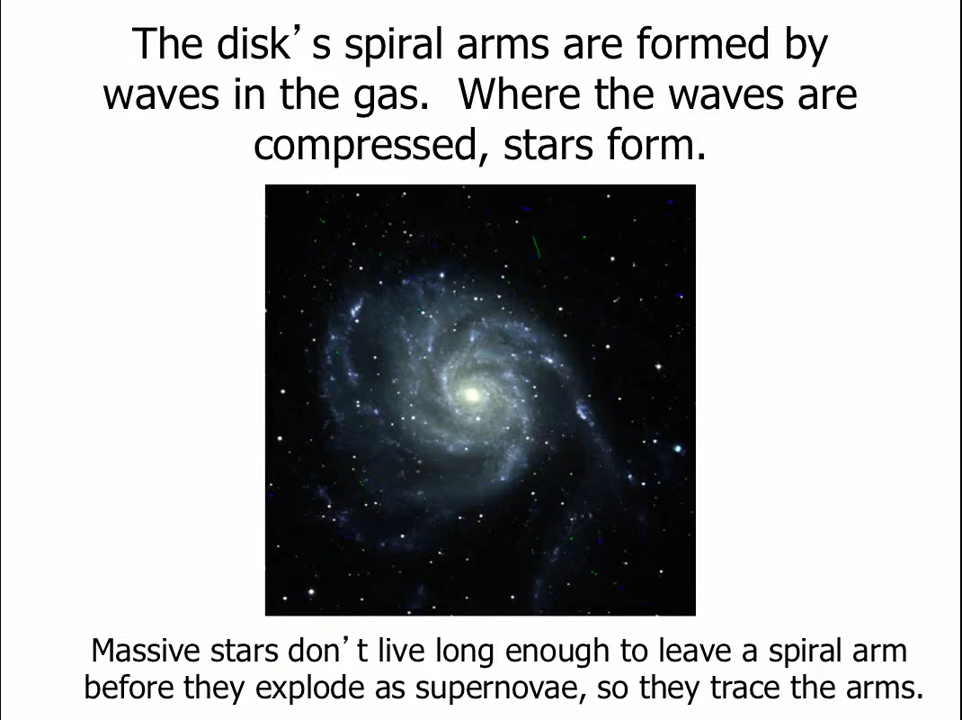 The disk’s spiral arms are formed by
waves in the gas.  Where the waves are
compressed, stars form.
Massive stars don’t live long enough to leave a spiral arm
before they explode as supernovae, so they trace the arms.